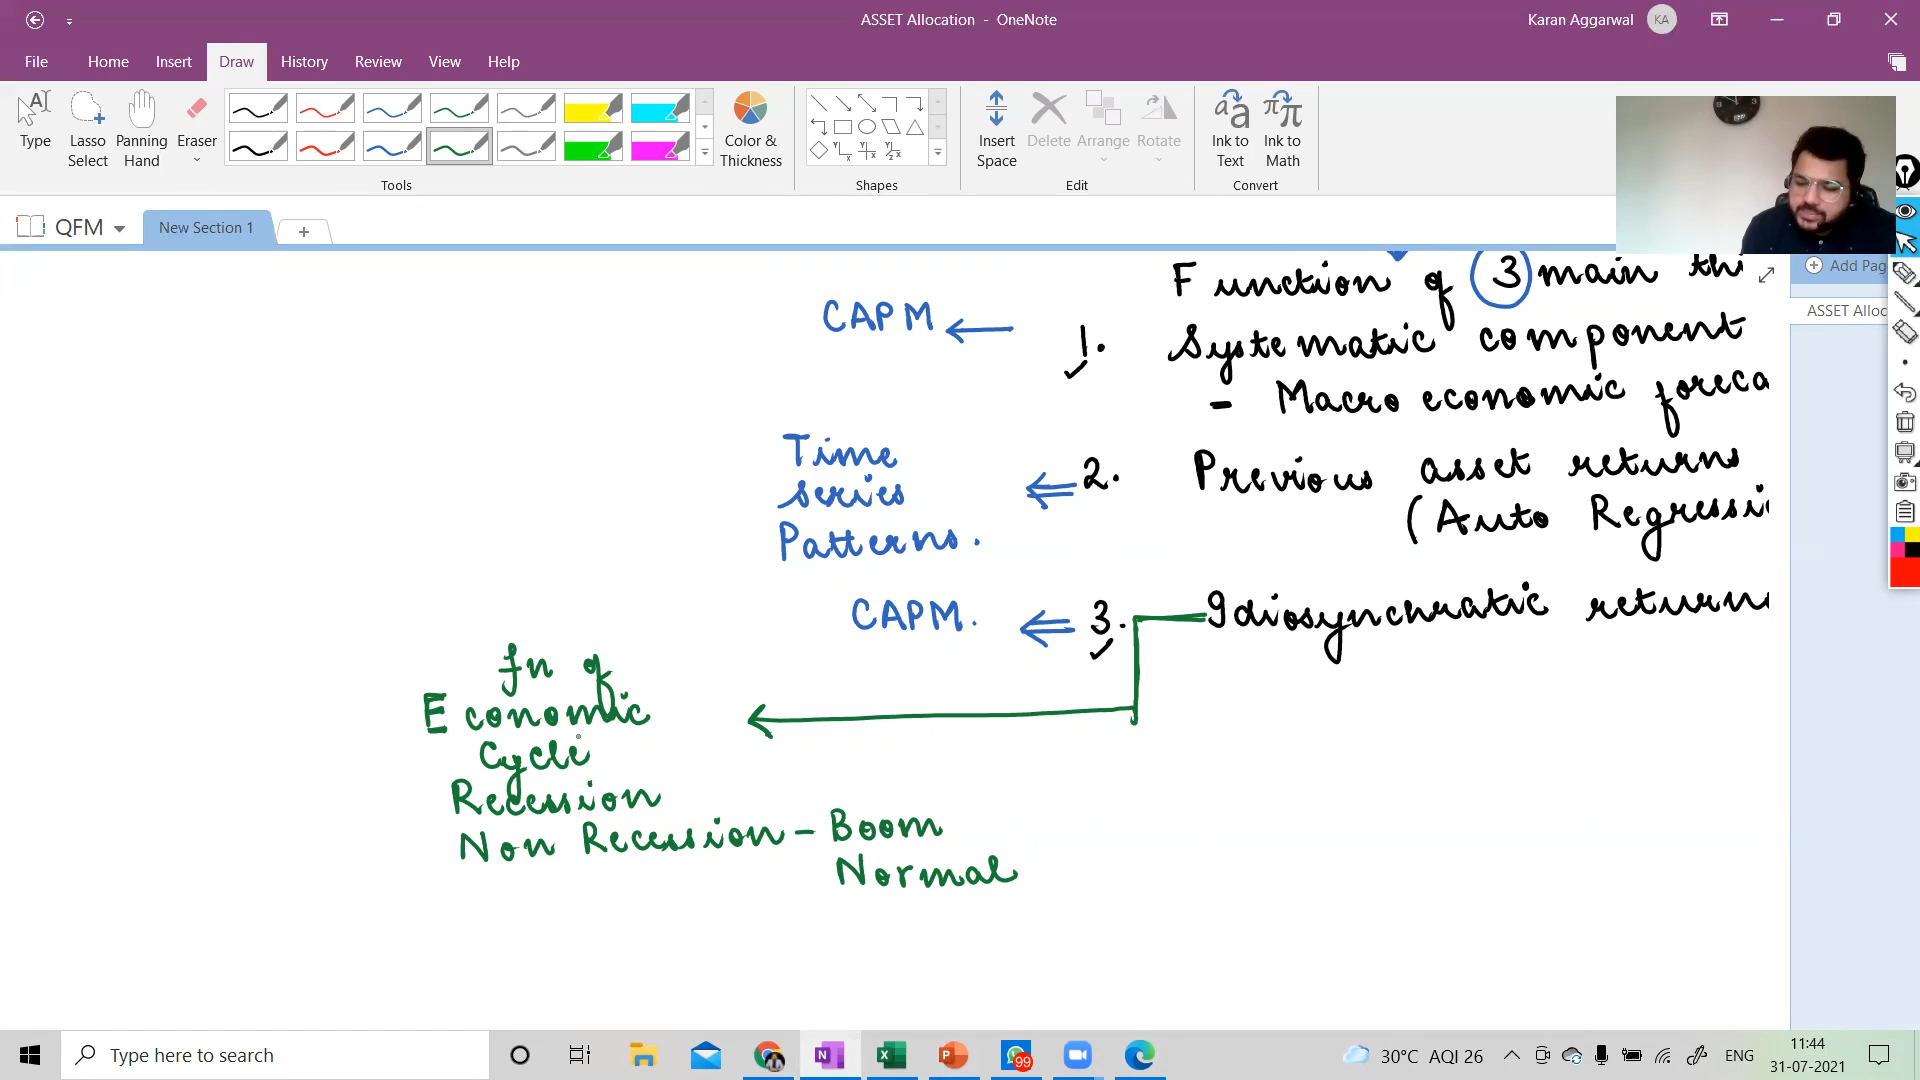 ASSET Allocation - OneNote
Karan Aggarwal KA
File Home Insert Draw History Review View Help
Type
Lasso Select
Panning Hand
Eraser
Color & Thickness
Insert Space
Delete
Arrange
Rotate
Ink to Text
Ink to Math
Tools
Shapes
Edit
Convert
QFM
New Section 1
Add Pag
ASSET Alloc
Function of 3 main thi
CAPM
1. Systematic component
- Macro economic foreca
Time
series
Patterns.
2. Previous asset returns
(Auto Regressi
CAPM.
3. Idiosynchratic returns
fn of
Economic
Cycle
Recession
Non Recession - Boom
Normal
Type here to search
99
30°C AQI 26
ENG
11:44
31-07-2021